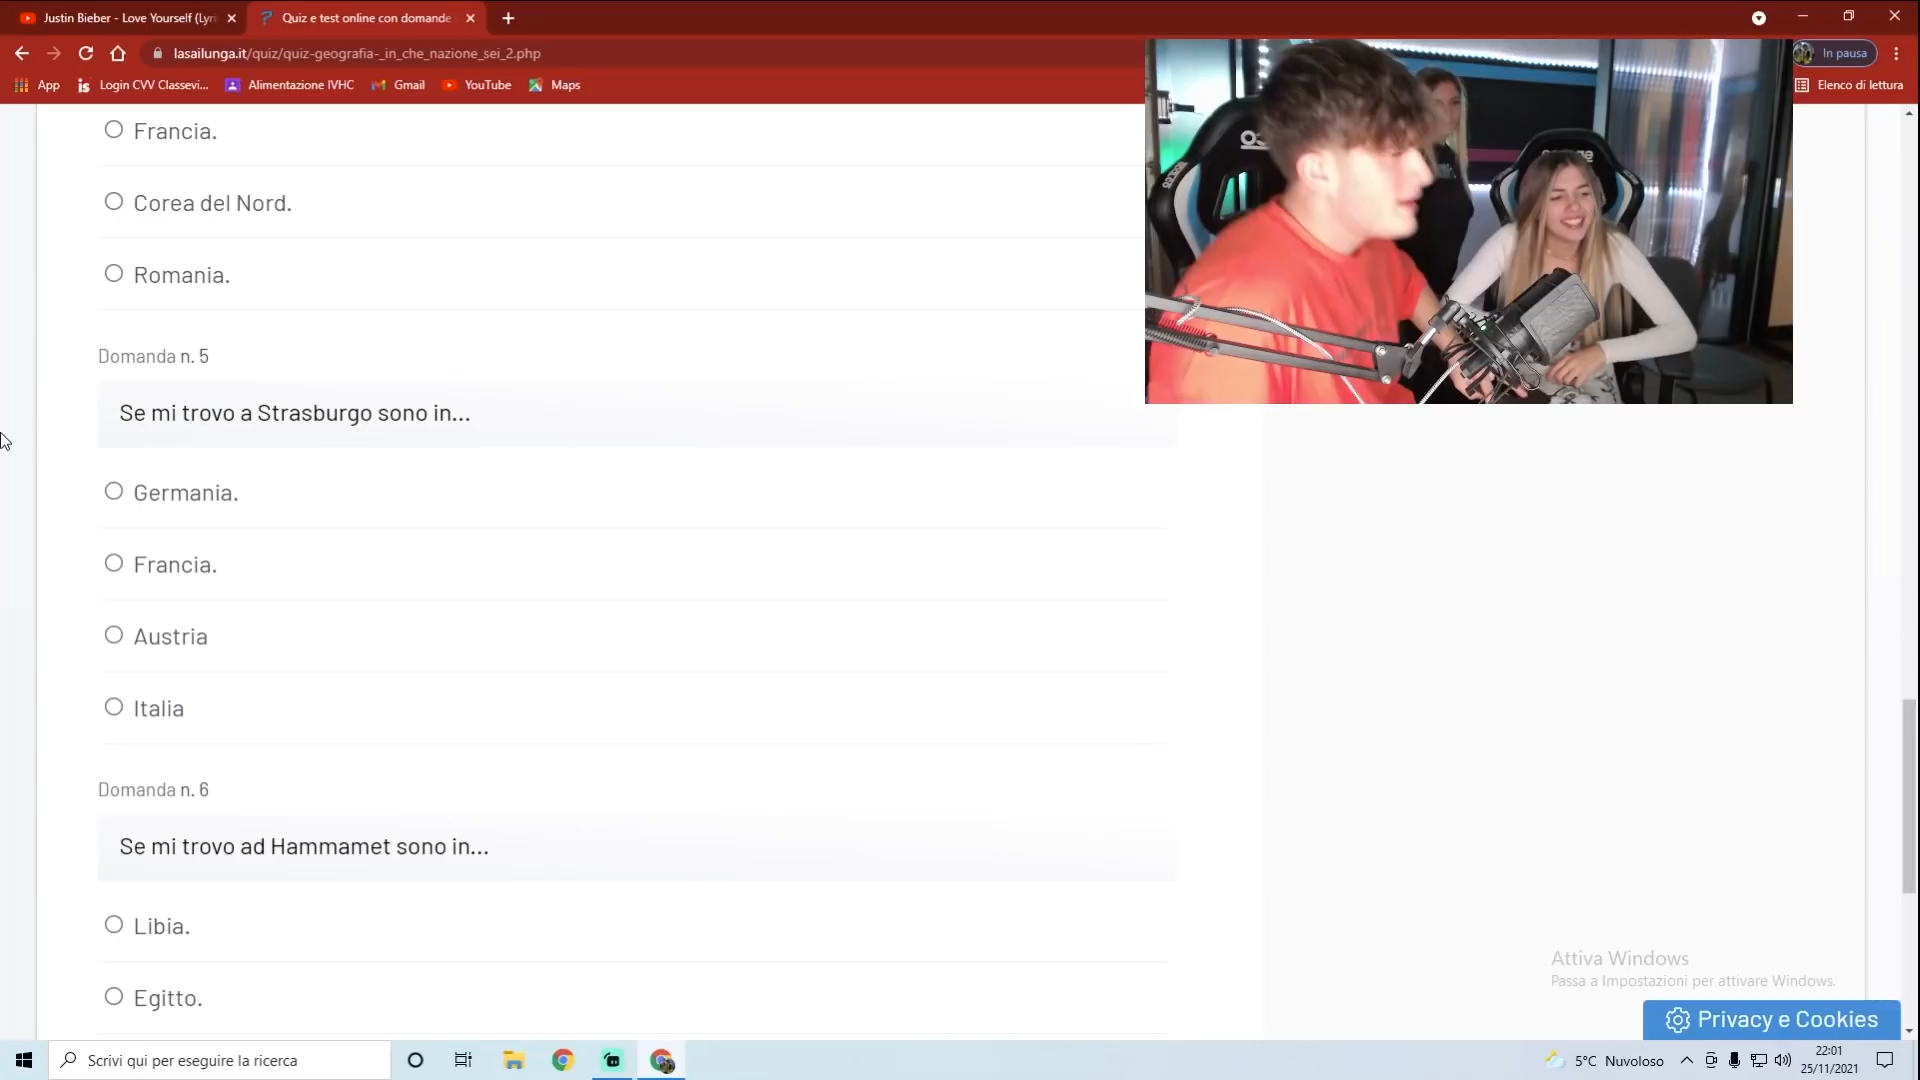 Justin Bieber - Love Yourself (Lyri
Quiz e test online con domande
lasailunga.it/quiz/quiz-geografia-_in_che_nazione_sei_2.php
In pausa
App
Login CVV Classevi...
Alimentazione IVHC
Gmail
YouTube
Maps
Elenco di lettura
Francia.
Corea del Nord.
Romania.
Domanda n. 5
Se mi trovo a Strasburgo sono in...
Germania.
Francia.
Austria
Italia
Domanda n. 6
Se mi trovo ad Hammamet sono in...
Libia.
Egitto.
Attiva Windows
Passa a Impostazioni per attivare Windows.
Privacy e Cookies
Scrivi qui per eseguire la ricerca
5°C Nuvoloso
22:01
25/11/2021